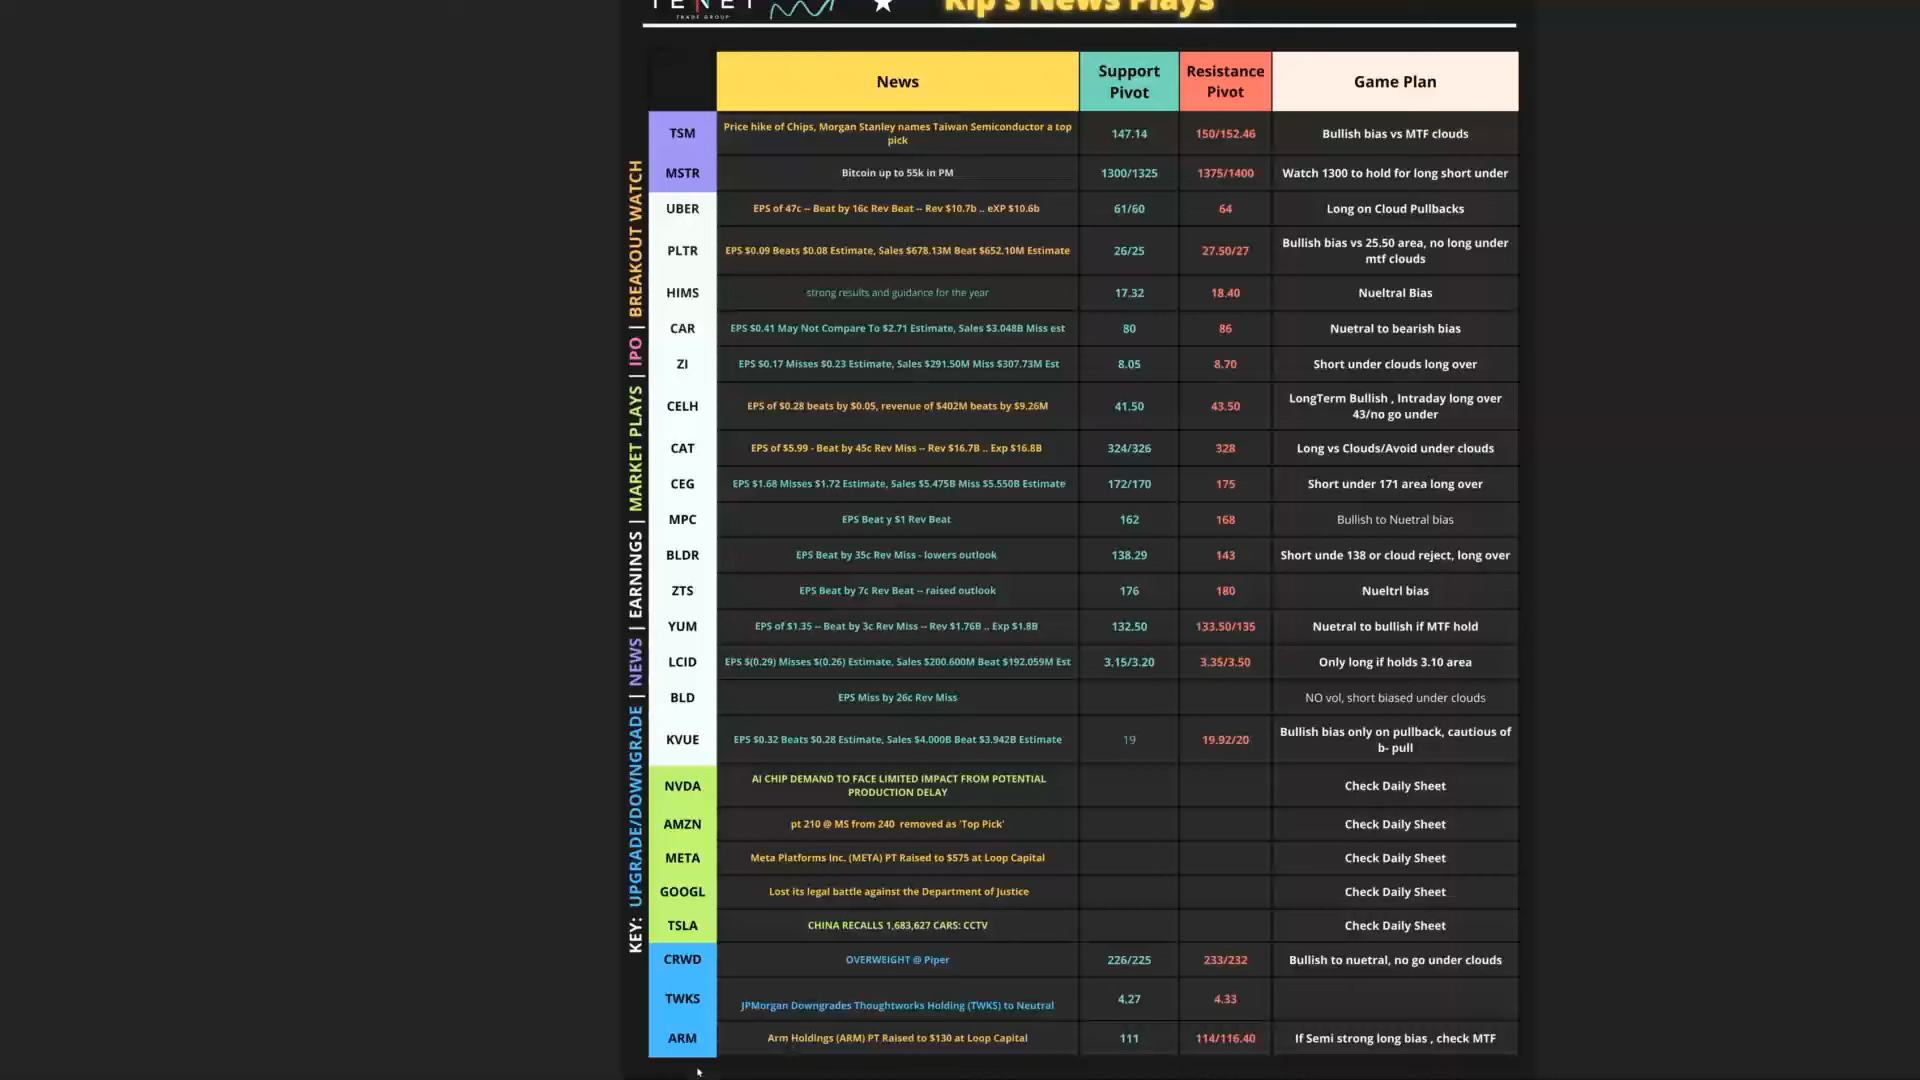 TENET
TRADE GROUP
Rip's News Plays
News
Support Pivot
Resistance Pivot
Game Plan
TSM
Price hike of Chips, Morgan Stanley names Taiwan Semiconductor a top
pick
147.14
150/152.46
Bullish bias vs MTF clouds
MSTR
Bitcoin up to 55k in PM
1300/1325
1375/1400
Watch 1300 to hold for long short under
UBER
EPS of 47c -- Beat by 16c Rev Beat -- Rev $10.7b .. eXP $10.6b
61/60
64
Long on Cloud Pullbacks
PLTR
EPS $0.09 Beats $0.08 Estimate, Sales $678.13M Beat $652.10M Estimate
26/25
27.50/27
Bullish bias vs 25.50 area, no long under
mtf clouds
HIMS
strong results and guidance for the year
17.32
18.40
Nueltral Bias
CAR
EPS $0.41 May Not Compare To $2.71 Estimate, Sales $3.048B Miss est
80
86
Nuetral to bearish bias
ZI
EPS $0.17 Misses $0.23 Estimate, Sales $291.50M Miss $307.73M Est
8.05
8.70
Short under clouds long over
CELH
EPS of $0.28 beats by $0.05, revenue of $402M beats by $9.26M
41.50
43.50
LongTerm Bullish , Intraday long over
43/no go under
CAT
EPS of $5.99 - Beat by 45c Rev Miss -- Rev $16.7B .. Exp $16.8B
324/326
328
Long vs Clouds/Avoid under clouds
CEG
EPS $1.68 Misses $1.72 Estimate, Sales $5.475B Miss $5.550B Estimate
172/170
175
Short under 171 area long over
MPC
EPS Beat y $1 Rev Beat
162
168
Bullish to Nuetral bias
BLDR
EPS Beat by 35c Rev Miss - lowers outlook
138.29
143
Short unde 138 or cloud reject, long over
ZTS
EPS Beat by 7c Rev Beat -- raised outlook
176
180
Nueltrl bias
YUM
EPS of $1.35 -- Beat by 3c Rev Miss -- Rev $1.76B .. Exp $1.8B
132.50
133.50/135
Nuetral to bullish if MTF hold
LCID
EPS $(0.29) Misses $(0.26) Estimate, Sales $200.600M Beat $192.059M Est
3.15/3.20
3.35/3.50
Only long if holds 3.10 area
BLD
EPS Miss by 26c Rev Miss
NO vol, short biased under clouds
KVUE
EPS $0.32 Beats $0.28 Estimate, Sales $4.000B Beat $3.942B Estimate
19
19.92/20
Bullish bias only on pullback, cautious of
b- pull
NVDA
AI CHIP DEMAND TO FACE LIMITED IMPACT FROM POTENTIAL
PRODUCTION DELAY
Check Daily Sheet
AMZN
pt 210 @ MS from 240 removed as 'Top Pick'
Check Daily Sheet
META
Meta Platforms Inc. (META) PT Raised to $575 at Loop Capital
Check Daily Sheet
GOOGL
Lost its legal battle against the Department of Justice
Check Daily Sheet
TSLA
CHINA RECALLS 1,683,627 CARS: CCTV
Check Daily Sheet
CRWD
OVERWEIGHT @ Piper
226/225
233/232
Bullish to nuetral, no go under clouds
TWKS
JPMorgan Downgrades Thoughtworks Holding (TWKS) to Neutral
4.27
4.33
ARM
Arm Holdings (ARM) PT Raised to $130 at Loop Capital
111
114/116.40
If Semi strong long bias , check MTF
KEY: UPGRADE/DOWNGRADE | NEWS | EARNINGS | MARKET PLAYS | IPO | BREAKOUT WATCH